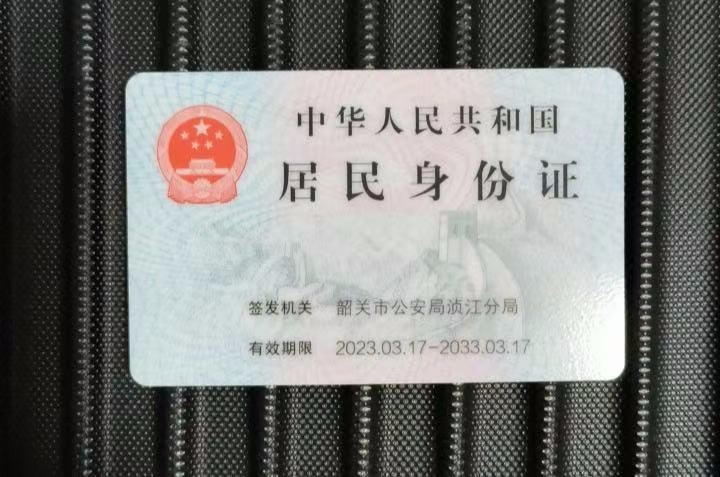 中华人民共和国
居民身份证
签发机关 韶关市公安局浈江分局
有效期限 2023.03.17-2033.03.17